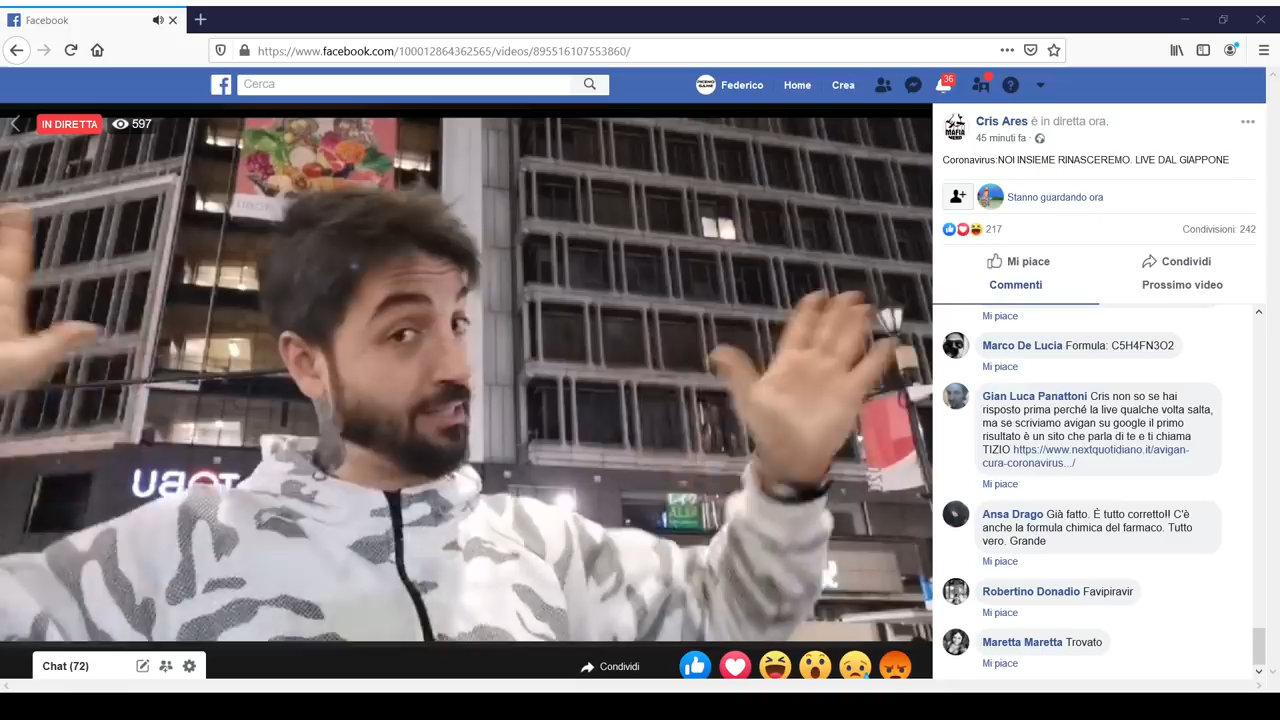 Facebook
https://www.facebook.com/100012864362565/videos/895516107553860/
Cerca
Federico
Home
Crea
36
IN DIRETTA
597
UBOT
MAFIA
Cris Ares è in diretta ora.
45 minuti fa ·
Coronavirus:NOI INSIEME RINASCEREMO. LIVE DAL GIAPPONE
Stanno guardando ora
217
Condivisioni: 242
Mi piace
Condividi
Commenti
Prossimo video
Mi piace
Marco De Lucia Formula: C5H4FN3O2
Mi piace
Gian Luca Panattoni Cris non so se hai
risposto prima perché la live qualche volta salta,
ma se scriviamo avigan su google il primo
risultato è un sito che parla di te e ti chiama
TIZIO https://www.nextquotidiano.it/avigan-
cura-coronavirus.../
Mi piace
Ansa Drago Già fatto. É tutto corretto!! C'è
anche la formula chimica del farmaco. Tutto
vero. Grande
Mi piace
Robertino Donadio Favipiravir
Mi piace
Maretta Maretta Trovato
Mi piace
Chat (72)
Condividi